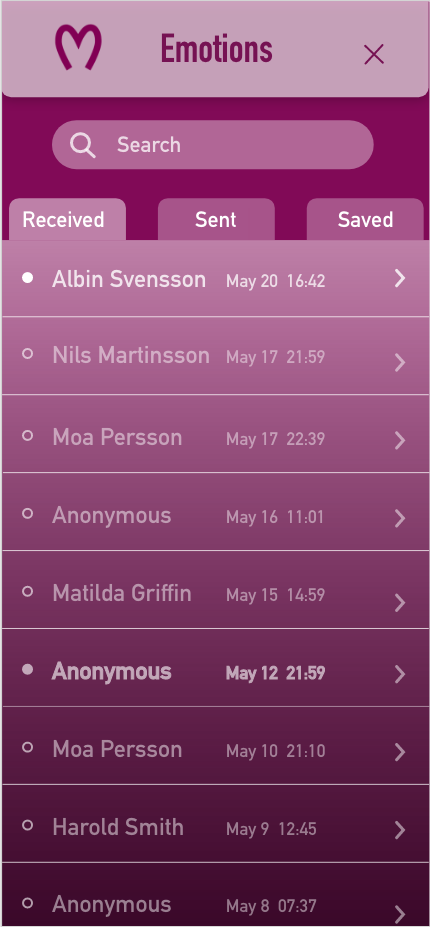 Emotions
Search
Received Sent Saved
Albin Svensson May 20 16:42
Nils Martinsson May 17 21:59
Moa Persson May 17 22:39
Anonymous May 16 11:01
Matilda Griffin May 15 14:59
Anonymous May 12 21:59
Moa Persson May 10 21:10
Harold Smith May 9 12:45
Anonymous May 8 07:37